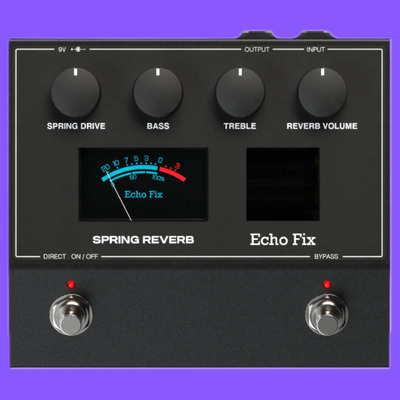 9V
OUTPUT INPUT
SPRING DRIVE BASS TREBLE REVERB VOLUME
20 10 7 5 3 0 3
0 50 100%
Echo Fix
SPRING REVERB
Echo Fix
DIRECT ON / OFF BYPASS